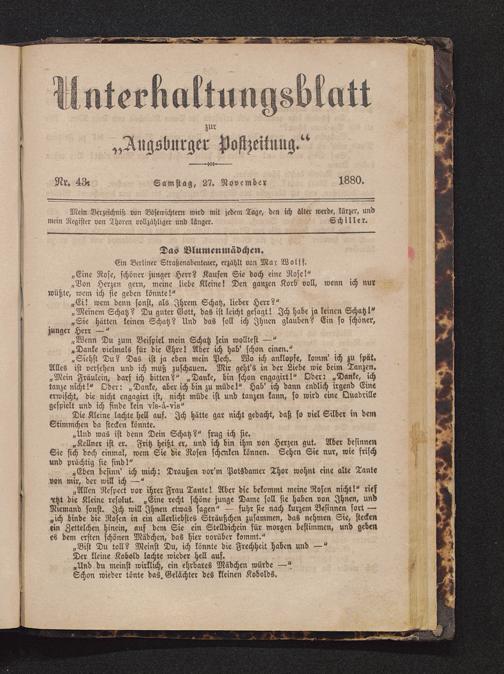 Unterhaltungsblatt
zur
„Augsburger Postzeitung.“
Nr. 43. Samstag, 27. November 1880.
Mein Verzeichniß von Bösewichtern wird mit jedem Tage, den ich älter werde, kürzer, und
mein Register von Thoren vollzähliger und länger. Schiller.
Das Blumenmädchen.
Ein Berliner Straßenabenteuer, erzählt von Max Wolff.
„Eine Rose, schöner junger Herr? Kaufen Sie doch eine Rose!“
„Von Herzen gern, meine liebe Kleine! Den ganzen Korb voll, wenn ich nur
wüßte, wem ich sie geben könnte!“
„Ei! wem denn sonst, als Ihrem Schatz, lieber Herr?“
„Meinem Schatz? Du guter Gott, das ist leicht gesagt! Ich habe ja keinen Schatz!“
„Sie hätten keinen Schatz? Und das soll ich Ihnen glauben? Ein so schöner,
junger Herr —“
„Wenn Du zum Beispiel mein Schatz sein wolltest —“
„Danke vielmals für die Ehre! Aber ich hab' schon einen.“
„Siehst Du? Das ist ja eben mein Pech. Wo ich anklopfe, komm' ich zu spät.
Alles ist versehen und ich muß zuschauen. Mir geht's in der Liebe wie beim Tanzen.
„Mein Fräulein, darf ich bitten?“ „Danke, bin schon engagirt!“ Oder: „Danke, ich
tanze nicht!“ Oder: „Danke, aber ich bin zu müde!“ Hab' ich dann endlich irgend Eine
erwischt, die nicht engagirt ist, nicht müde ist und tanzen kann, so wird eine Quadrille
gespielt und ich finde kein vis-à-vis“
Die Kleine lachte hell auf. Ich hätte gar nicht gedacht, daß so viel Silber in dem
Stimmchen da stecken könnte.
„Und was ist denn Dein Schatz?“ frug ich sie.
„Kellner ist er. Fritz heißt er, und ich bin ihm von Herzen gut. Aber besinnen
Sie sich doch einmal, wem Sie die Rosen schenken können. Sehen Sie nur, wie frisch
und prächtig sie sind!“
„Eben besinn' ich mich: Draußen vor'm Potsdamer Thor wohnt eine alte Tante
von mir, der will ich —“
„Allen Respect vor ihrer Frau Tante! Aber die bekommt meine Rosen nicht!“ rief
jetzt die Kleine resolut. „Eine recht schöne junge Dame soll sie haben von Ihnen, und
Niemand sonst. Ich will Ihnen etwas sagen“ — fuhr sie nach kurzem Besinnen fort —
„ich binde die Rosen in ein allerliebstes Sträußchen zusammen, das nehmen Sie, stecken
ein Zettelchen hinein, auf dem Sie ein Stelldichein für morgen bestimmen, und geben
es dem ersten schönen Mädchen, das hier vorüber kommt.“
„Bist Du toll? Meinst Du, ich könnte die Frechheit haben und —“
Der kleine Kobold lachte wieder hell auf.
„Und du meinst wirklich, ein ehrbares Mädchen würde —“
Schon wieder tönte das Gelächter des kleinen Kobolds.